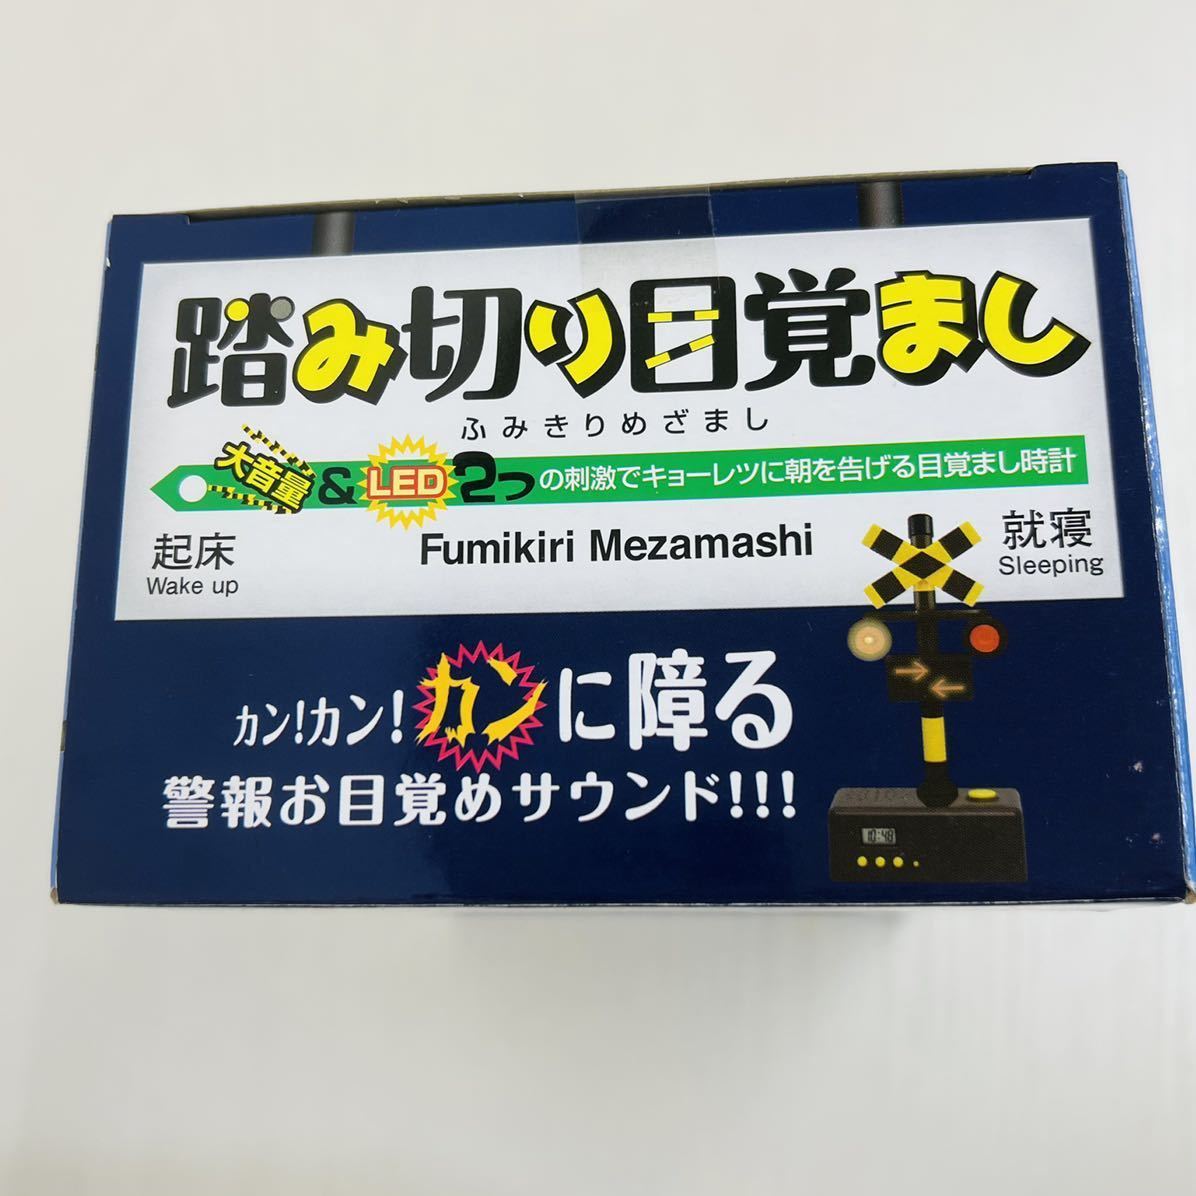 踏み切り目覚まし
ふみきりめざまし
大音量&LED2つの刺激でキョーレツに朝を告げる目覚まし時計
起床
Wake up
Fumikiri Mezamashi
就寝
Sleeping
カン!カン!カンに障る
警報お目覚めサウンド!!!
10:48